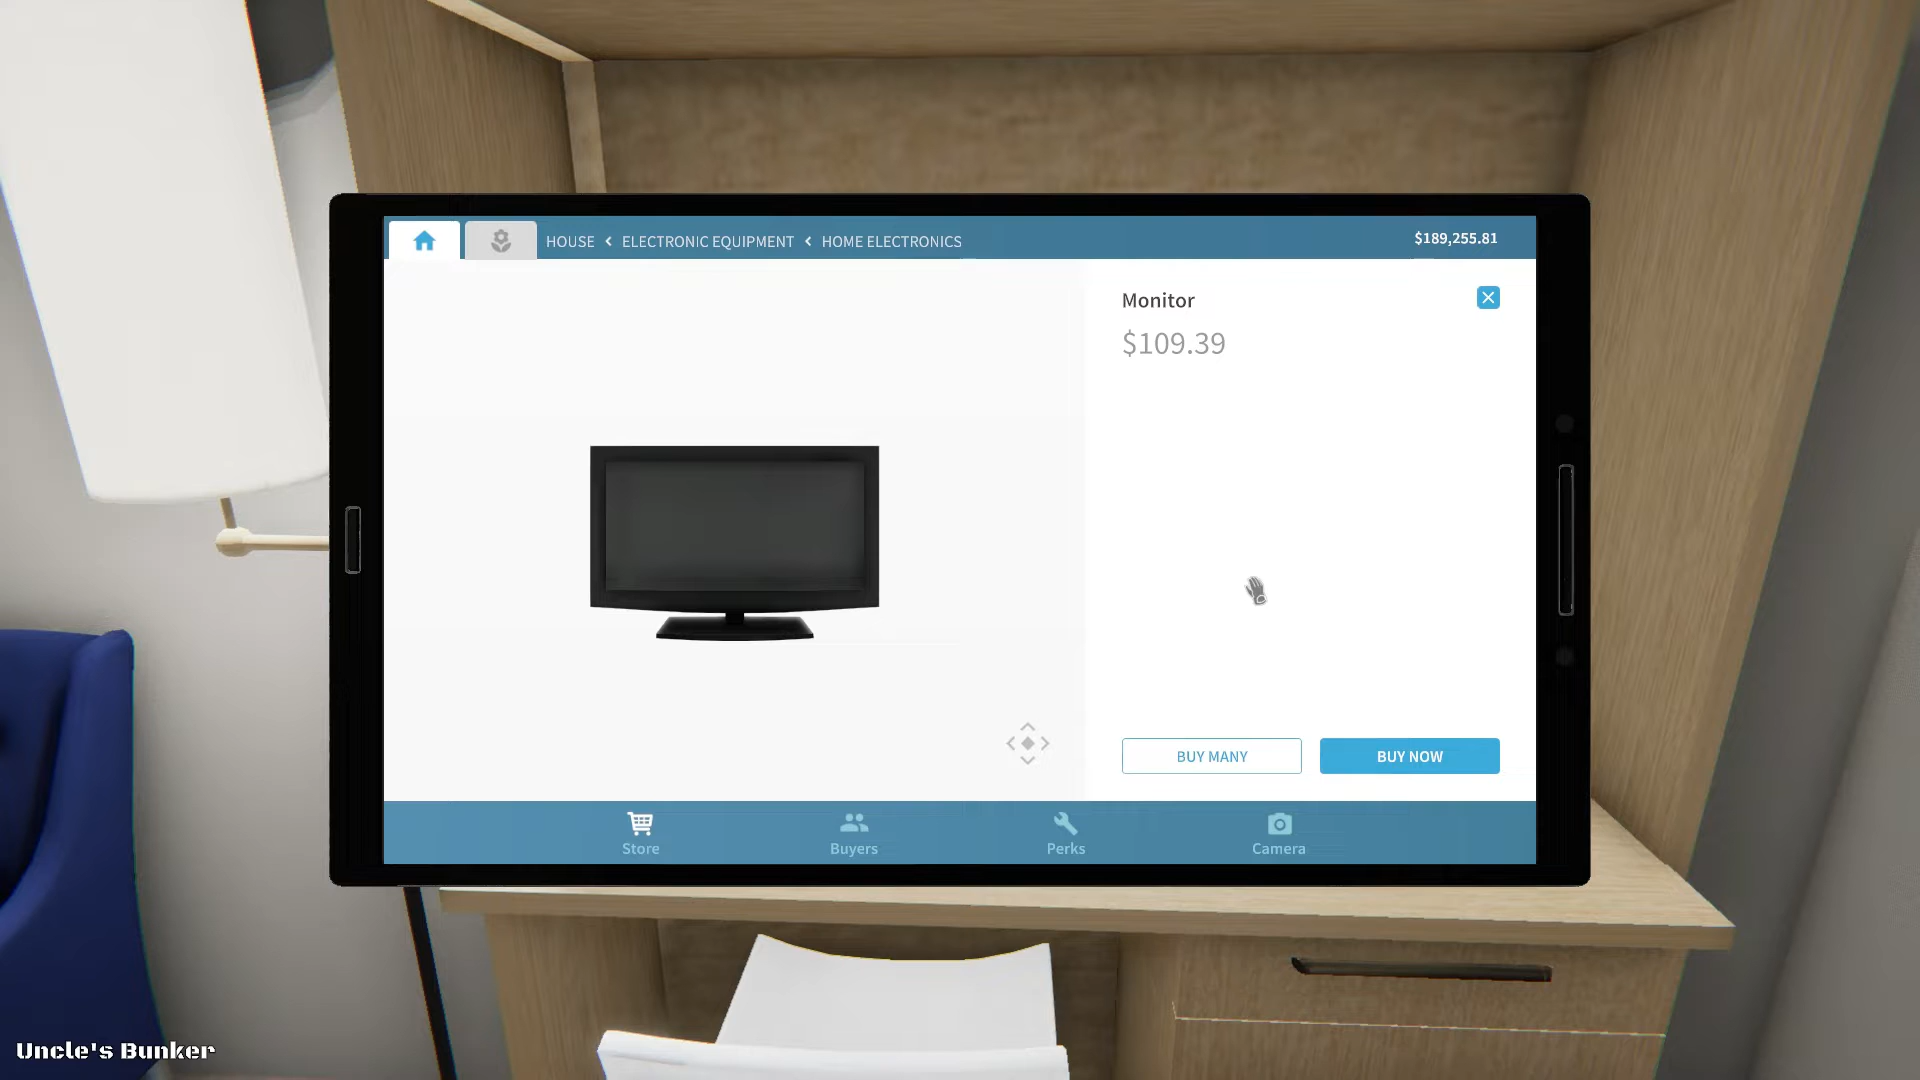 HOUSE < ELECTRONIC EQUIPMENT < HOME ELECTRONICS
$189,255.81
Monitor
$109.39
BUY MANY
BUY NOW
Store
Buyers
Perks
Camera
Uncle's Bunker